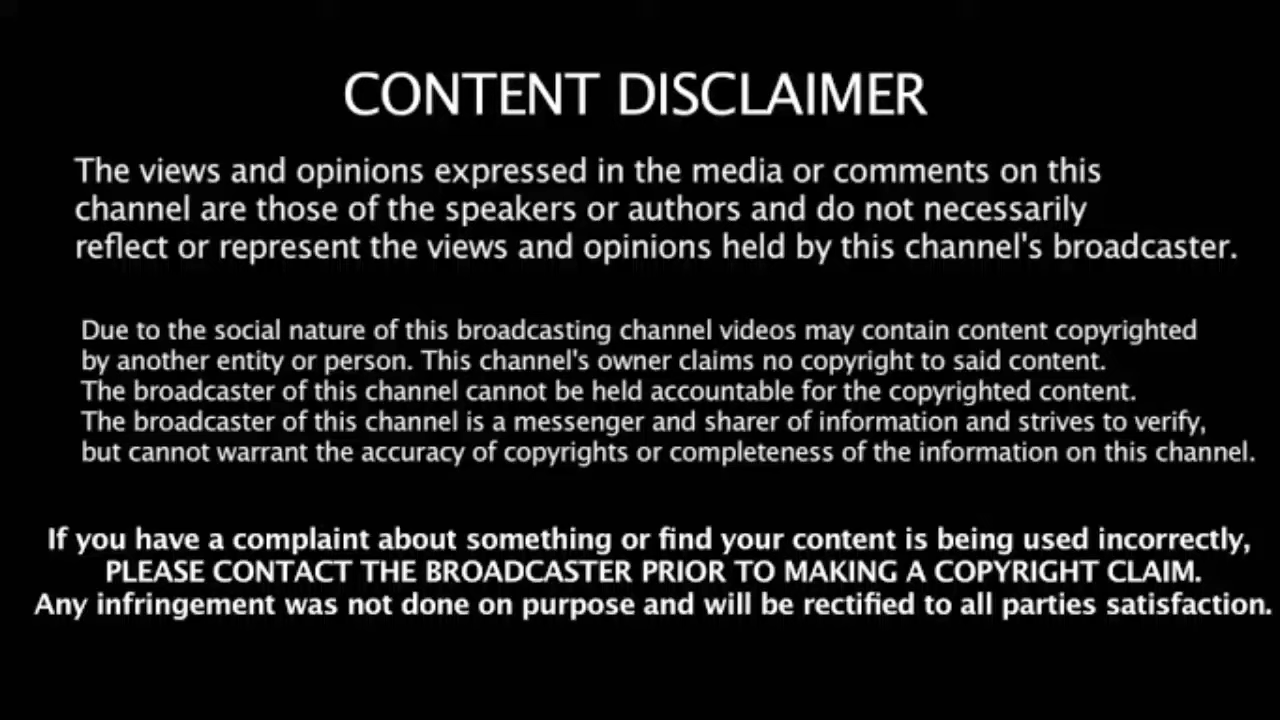 CONTENT DISCLAIMER
The views and opinions expressed in the media or comments on this
channel are those of the speakers or authors and do not necessarily
reflect or represent the views and opinions held by this channel's broadcaster.
Due to the social nature of this broadcasting channel videos may contain content copyrighted
by another entity or person. This channel's owner claims no copyright to said content.
The broadcaster of this channel cannot be held accountable for the copyrighted content.
The broadcaster of this channel is a messenger and sharer of information and strives to verify,
but cannot warrant the accuracy of copyrights or completeness of the information on this channel.
If you have a complaint about something or find your content is being used incorrectly,
PLEASE CONTACT THE BROADCASTER PRIOR TO MAKING A COPYRIGHT CLAIM.
Any infringement was not done on purpose and will be rectified to all parties satisfaction.